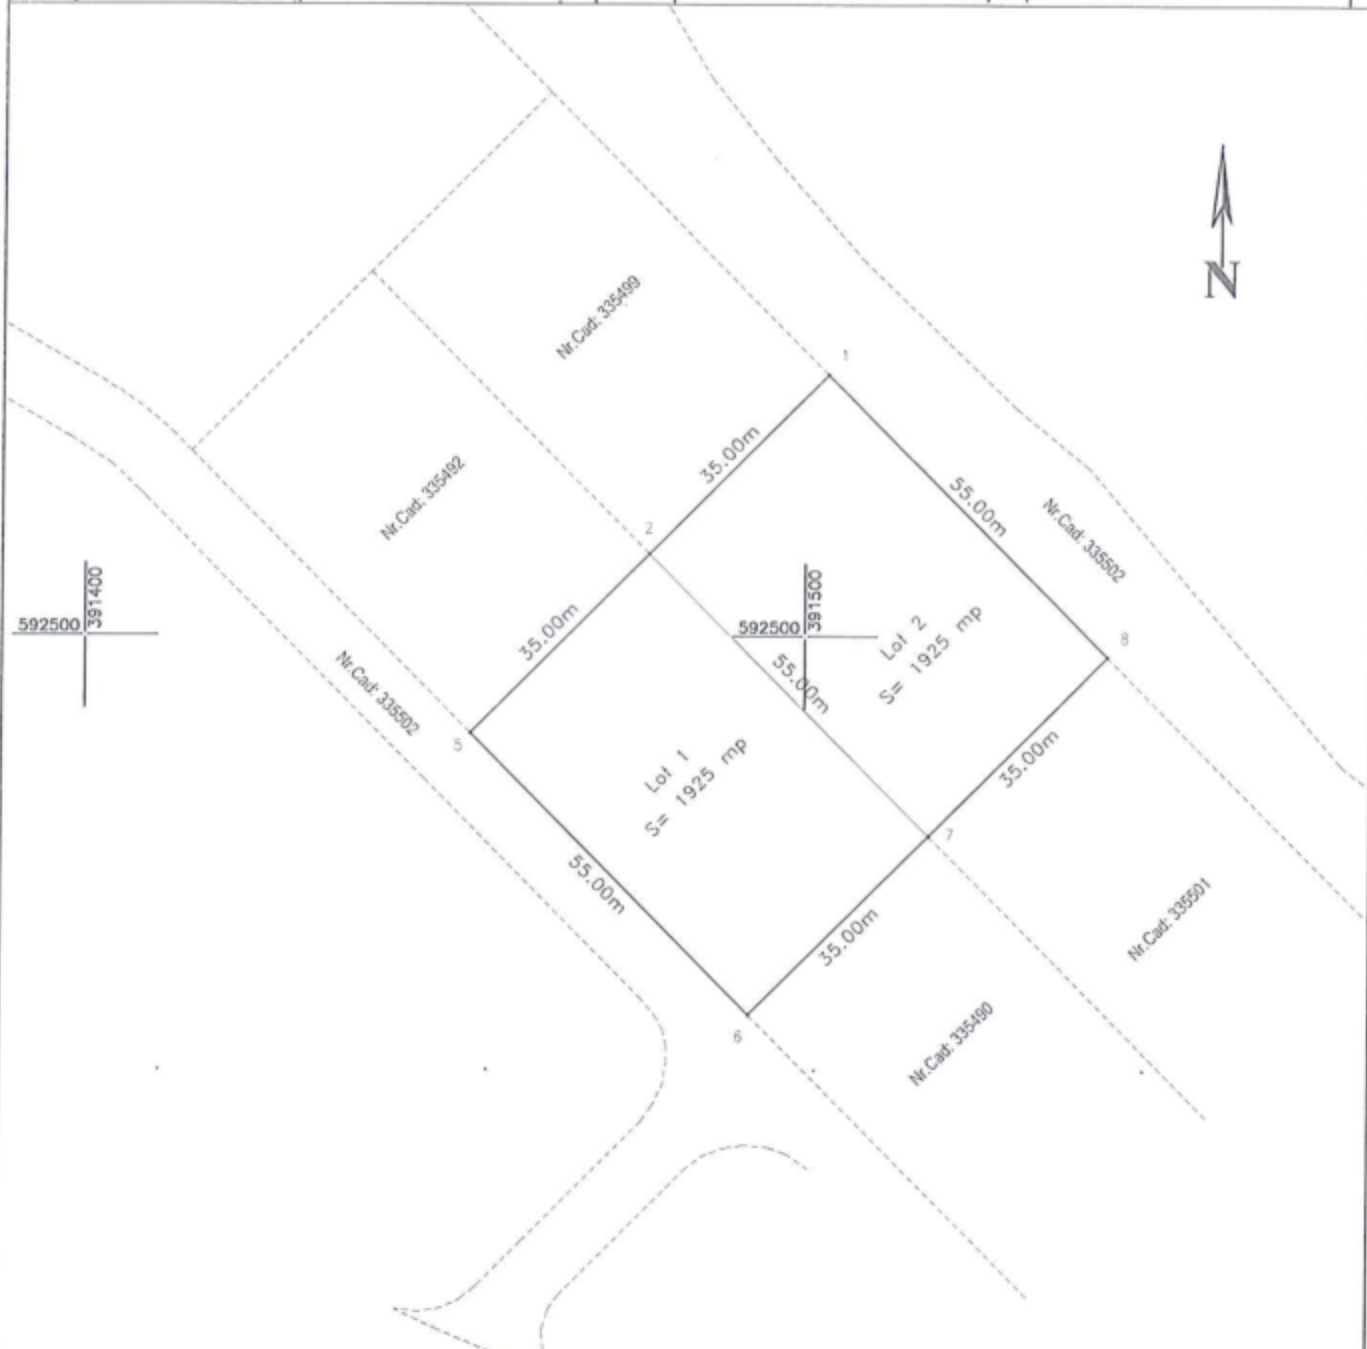 N
Nr.Cad: 335499
1
35.00m
Nr.Cad: 335492
55.00m
Nr.Cad: 335502
2
391400
592500
391500
592500
35.00m
Lot 2
S= 1925 mp
8
Nr.Cad: 335502
55.00m
5
Lot 1
S= 1925 mp
35.00m
7
55.00m
35.00m
Nr.Cad: 335501
6
Nr.Cad: 335490